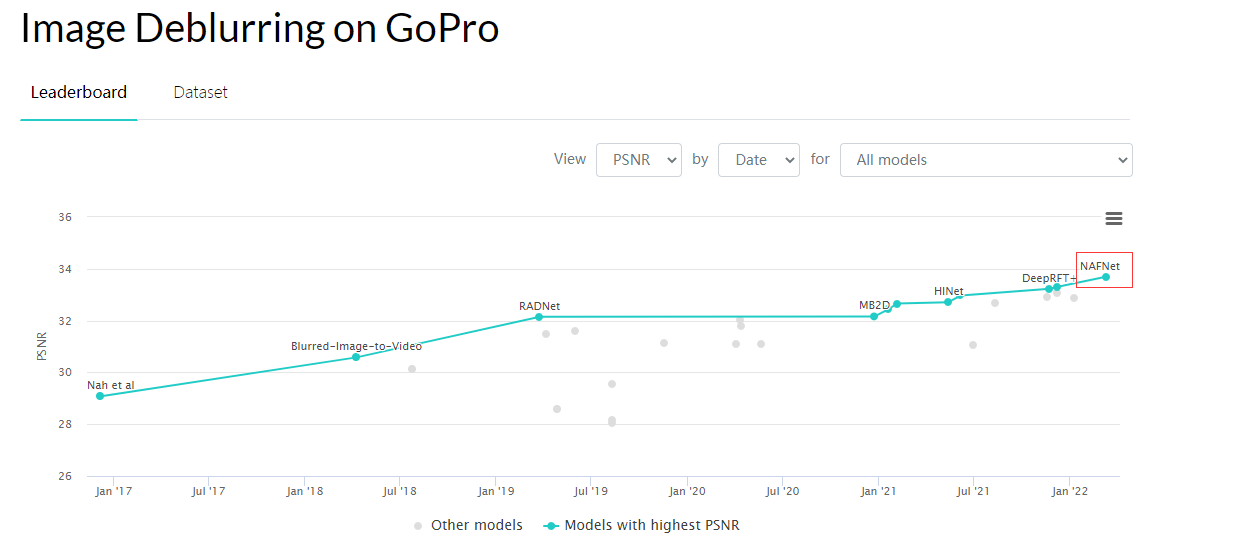 Image Deblurring on GoPro
Leaderboard Dataset
View PSNR by Date for All models
36
34
32
30
28
26
PSNR
Nah et al
Blurred-Image-to-Video
RADNet
MB2D
HINet
DeepRFT+
NAFNet
Jan '17 Jul '17 Jan '18 Jul '18 Jan '19 Jul '19 Jan '20 Jul '20 Jan '21 Jul '21 Jan '22
Other models Models with highest PSNR